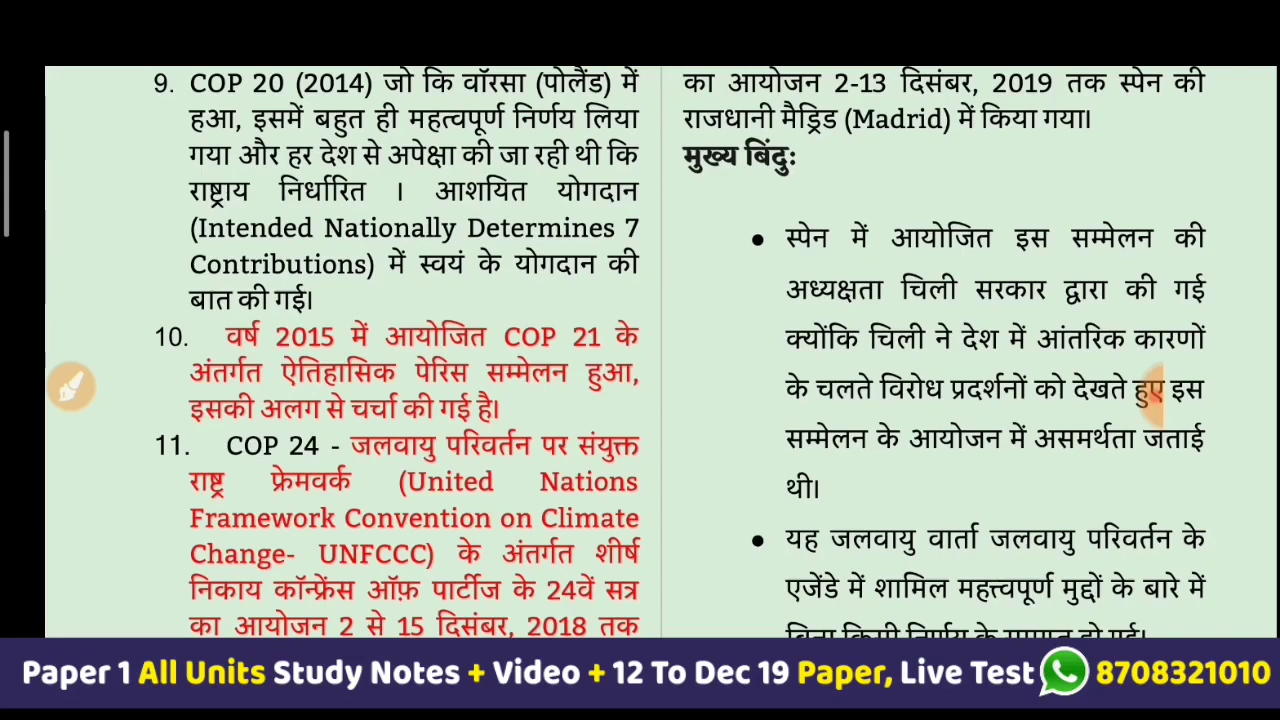 9. COP 20 (2014) जो कि वॉरसा (पोलैंड) में
हआ, इसमें बहुत ही महत्वपूर्ण निर्णय लिया
गया और हर देश से अपेक्षा की जा रही थी कि
राष्ट्राय निर्धारित । आशयित योगदान
(Intended Nationally Determines 7
Contributions) में स्वयं के योगदान की
बात की गई।
10. वर्ष 2015 में आयोजित COP 21 के
अंतर्गत ऐतिहासिक पेरिस सम्मेलन हुआ,
इसकी अलग से चर्चा की गई है।
11. COP 24 - जलवायु परिवर्तन पर संयुक्त
राष्ट्र फ्रेमवर्क (United Nations
Framework Convention on Climate
Change- UNFCCC) के अंतर्गत शीर्ष
निकाय कॉन्फ्रेंस ऑफ़ पार्टीज के 24वें सत्र
का आयोजन 2 से 15 दिसंबर, 2018 तक
का आयोजन 2-13 दिसंबर, 2019 तक स्पेन की
राजधानी मैड्रिड (Madrid) में किया गया।
मुख्य बिंदु:
• स्पेन में आयोजित इस सम्मेलन की
अध्यक्षता चिली सरकार द्वारा की गई
क्योंकि चिली ने देश में आंतरिक कारणों
के चलते विरोध प्रदर्शनों को देखते हुए इस
सम्मेलन के आयोजन में असमर्थता जताई
थी।
• यह जलवायु वार्ता जलवायु परिवर्तन के
एजेंडे में शामिल महत्त्वपूर्ण मुद्दों के बारे में
बिना किसी निर्णय के समाप्त हो गई।
Paper 1 All Units Study Notes + Video + 12 To Dec 19 Paper, Live Test 8708321010